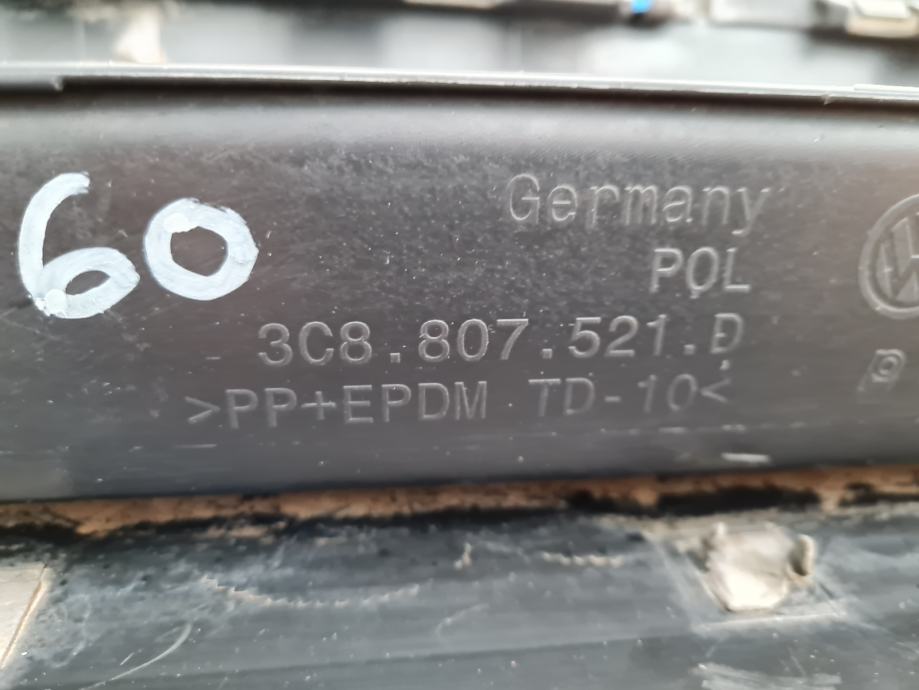 60
Germany
POL
3C8.807.521.D
>PP+EPDM TD-10<